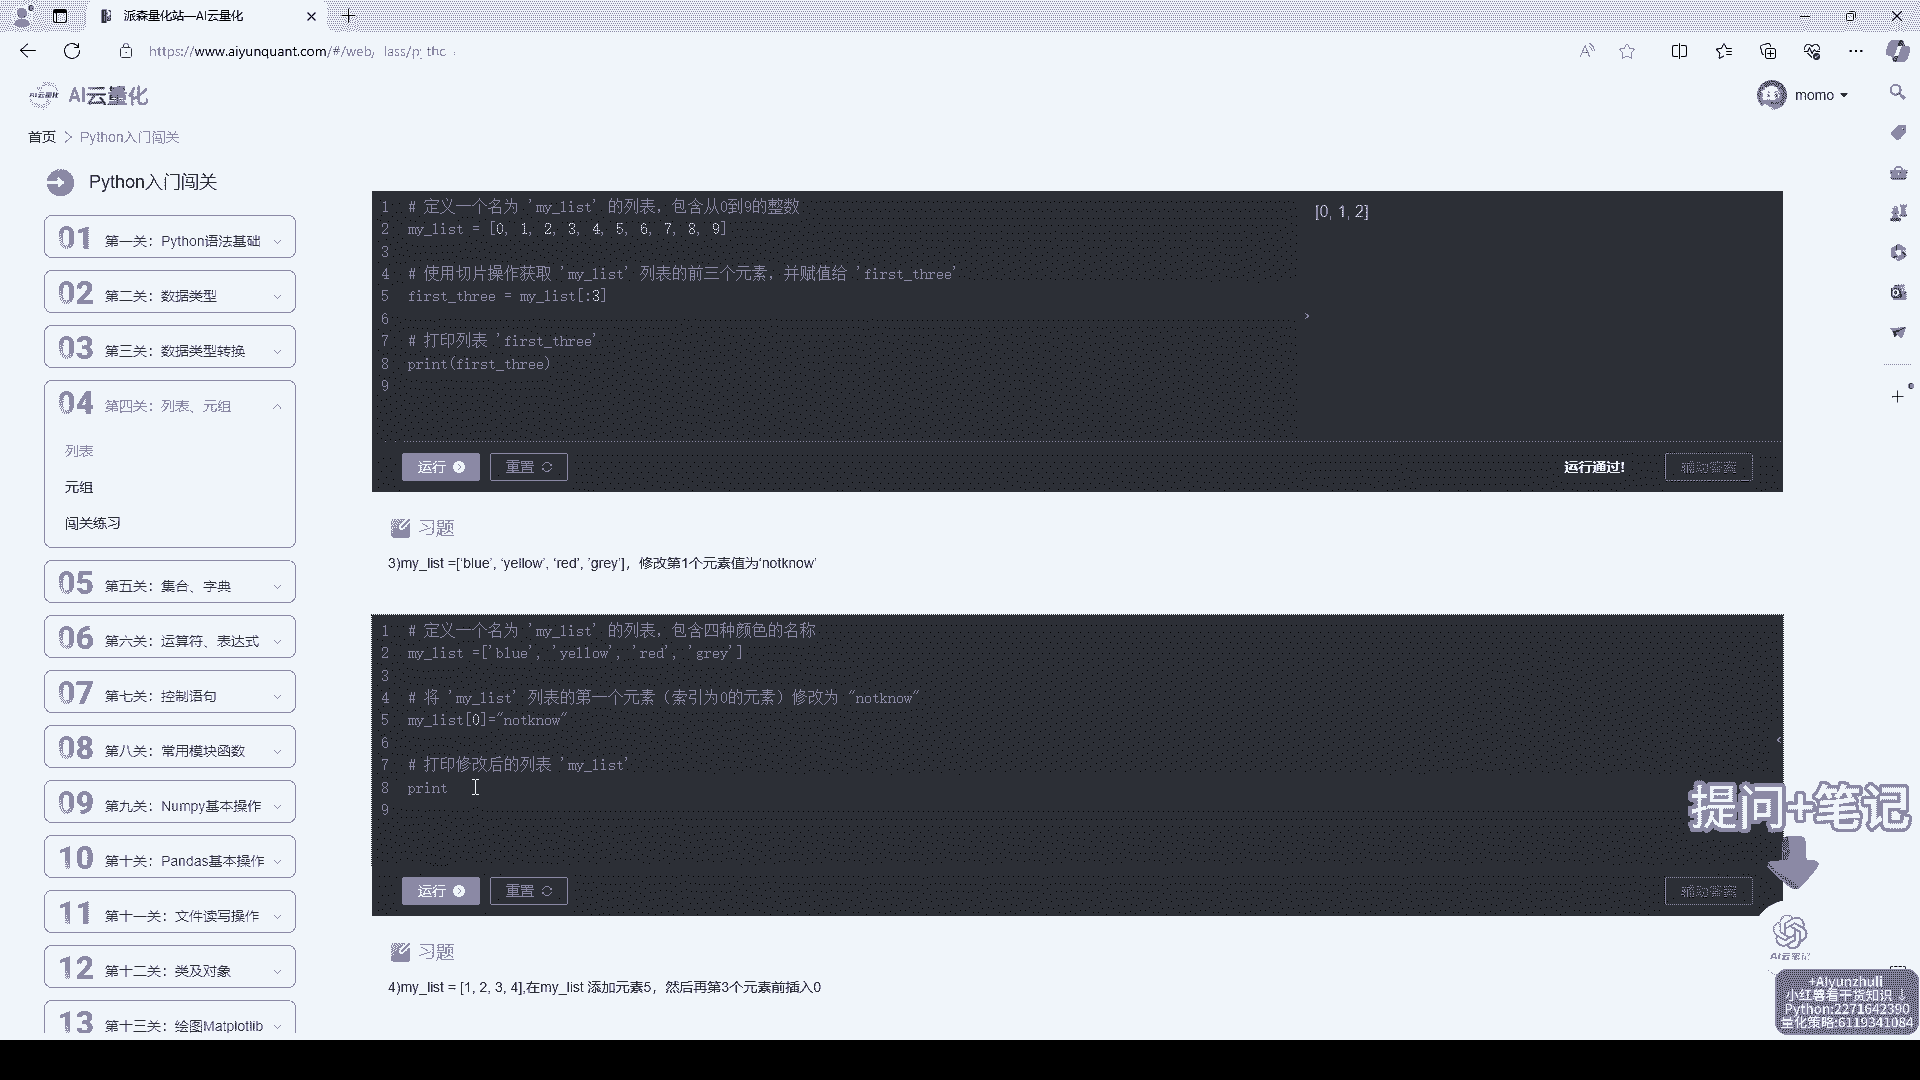 派森量化站—AI云量化
https://www.aiyunquant.com/#/web/
AI云量化
momo
首页 > Python入门闯关
Python入门闯关
01 第一关：Python语法基础
02 第二关：数据类型
03 第三关：数据类型转换
04 第四关：列表、元组
列表
元组
闯关练习
05 第五关：集合、字典
06 第六关：运算符、表达式
07 第七关：控制语句
08 第八关：常用模块函数
09 第九关：Numpy基本操作
10 第十关：Pandas基本操作
11 第十一关：文件读写操作
12 第十二关：类及对象
13 第十三关：绘图Matplotlib
1 # 定义一个名为 'my_list' 的列表，包含从0到9的整数
2 my_list = [0, 1, 2, 3, 4, 5, 6, 7, 8, 9]
3
4 # 使用切片操作获取 'my_list' 列表的前三个元素，并赋值给 'first_three'
5 first_three = my_list[:3]
6
7 # 打印列表 'first_three'
8 print(first_three)
9
[0, 1, 2]
运行 重置 运行通过! 辅助答案
习题
3)my_list =['blue', ‘yellow’, ‘red’, ’grey’]，修改第1个元素值为‘notknow’
1 # 定义一个名为 'my_list' 的列表，包含四种颜色的名称
2 my_list =['blue', 'yellow', 'red', 'grey']
3
4 # 将 'my_list' 列表的第一个元素（索引为0的元素）修改为 "notknow"
5 my_list[0]="notknow"
6
7 # 打印修改后的列表 'my_list'
8 print
9
运行 重置 辅助答案
提问+笔记
AI云笔记
习题
4)my_list = [1, 2, 3, 4],在my_list 添加元素5，然后再第3个元素前插入0
+AIyunzhuli
小红薯看干货知识
Python:2271642390
量化策略:6119341084